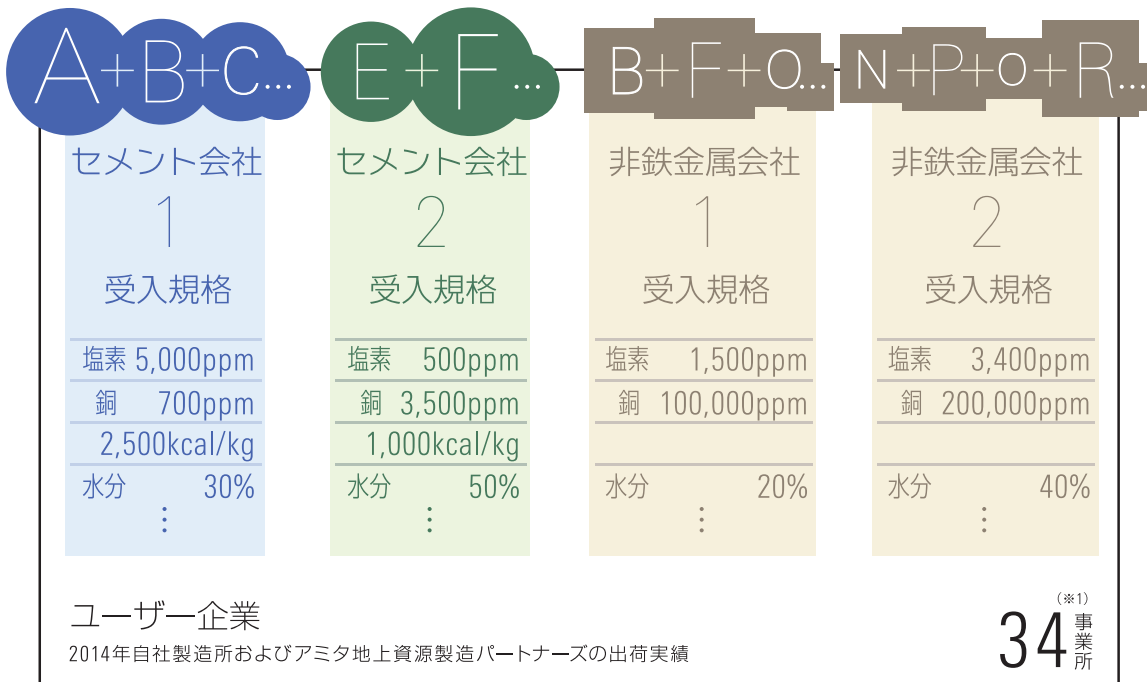 A+B+C...
E+F...
B+F+O...
N+P+O+R...
セメント会社
1
受入規格
塩素 5,000ppm
銅 700ppm
2,500kcal/kg
水分 30%
⋮
セメント会社
2
受入規格
塩素 500ppm
銅 3,500ppm
1,000kcal/kg
水分 50%
⋮
非鉄金属会社
1
受入規格
塩素 1,500ppm
銅 100,000ppm
水分 20%
⋮
非鉄金属会社
2
受入規格
塩素 3,400ppm
銅 200,000ppm
水分 40%
⋮
ユーザー企業
2014年自社製造所およびアミタ地上資源製造パートナーズの出荷実績
(※1)
34事業所